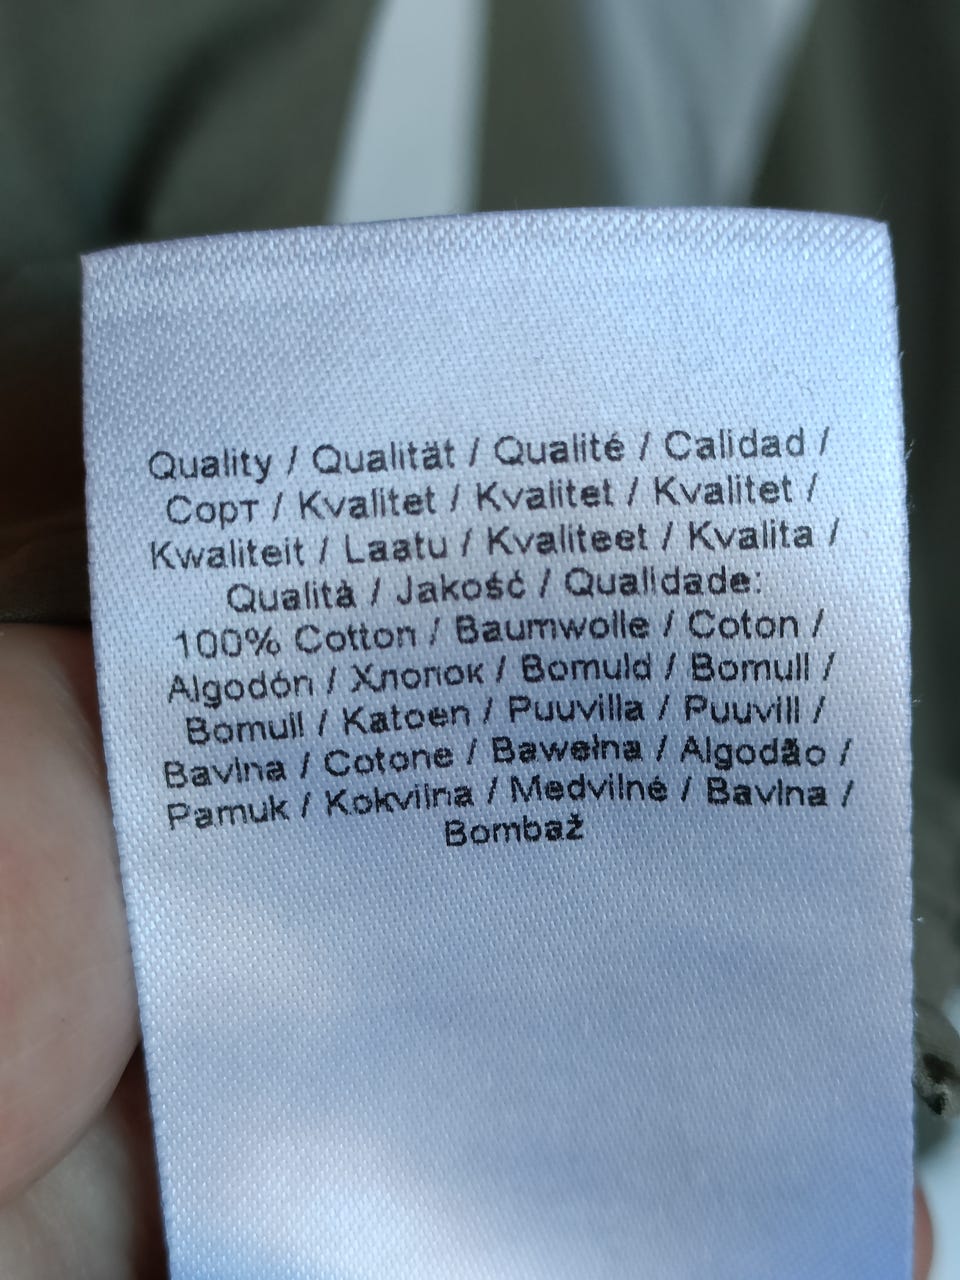 Quality / Qualität / Qualité / Calidad /
Сорт / Kvalitet / Kvalitet / Kvalitet /
Kwaliteit / Laatu / Kvaliteet / Kvalita /
Qualità / Jakość / Qualidade:
100% Cotton / Baumwolle / Coton /
Algodón / Хлопок / Bomuld / Bomull /
Bomull / Katoen / Puuvilla / Puuvill /
Bavlna / Cotone / Bawełna / Algodão /
Pamuk / Kokvilna / Medvilnė / Bavlna /
Bombaž